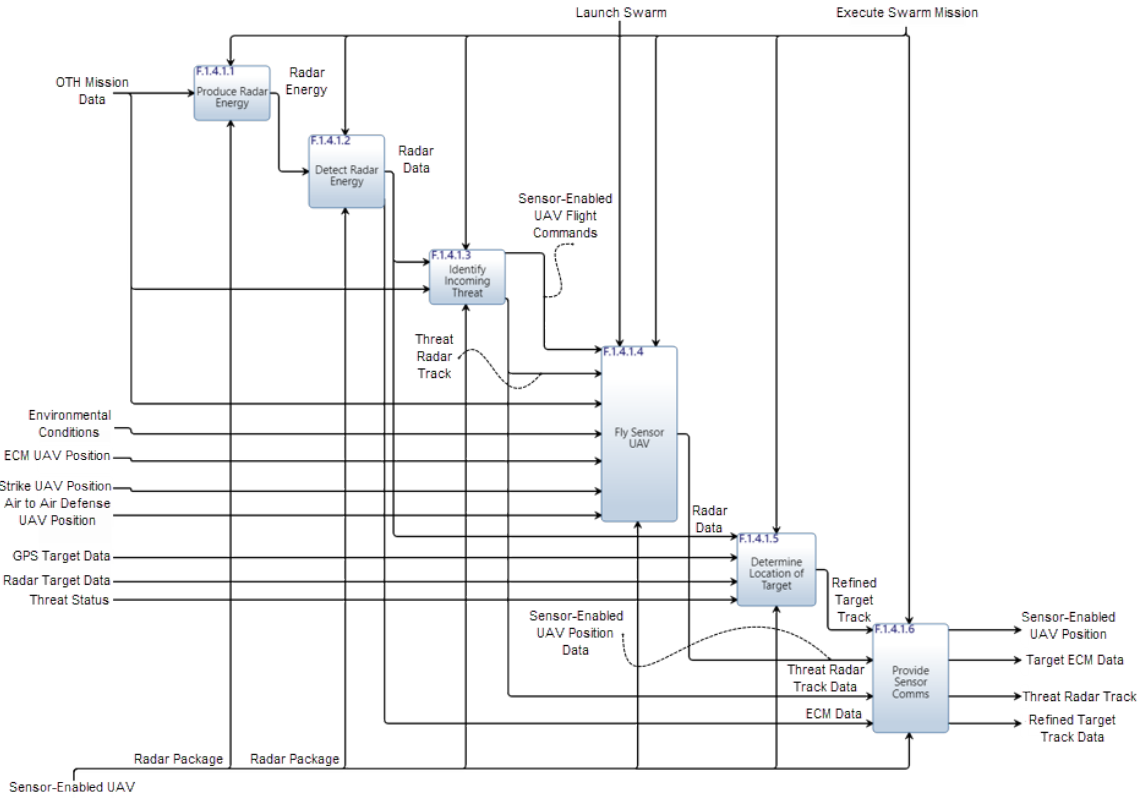 Launch Swarm
Execute Swarm Mission
F.1.4.1.1
Produce Radar
Energy
OTH Mission
Data
Radar
Energy
F.1.4.1.2
Detect Radar
Energy
Radar
Data
Sensor-Enabled
UAV Flight
Commands
F.1.4.1.3
Identify
Incoming
Threat
Threat
Radar
Track
F.1.4.1.4
Fly Sensor
UAV
Environmental
Conditions
ECM UAV Position
Strike UAV Position
Air to Air Defense
UAV Position
Radar
Data
F.1.4.1.5
Determine
Location of
Target
GPS Target Data
Radar Target Data
Threat Status
Refined
Target
Track
Sensor-Enabled
UAV Position
Data
F.1.4.1.6
Provide
Sensor
Comms
Threat Radar
Track Data
ECM Data
Sensor-Enabled
UAV Position
Target ECM Data
Threat Radar Track
Refined Target
Track Data
Radar Package
Radar Package
Sensor-Enabled UAV